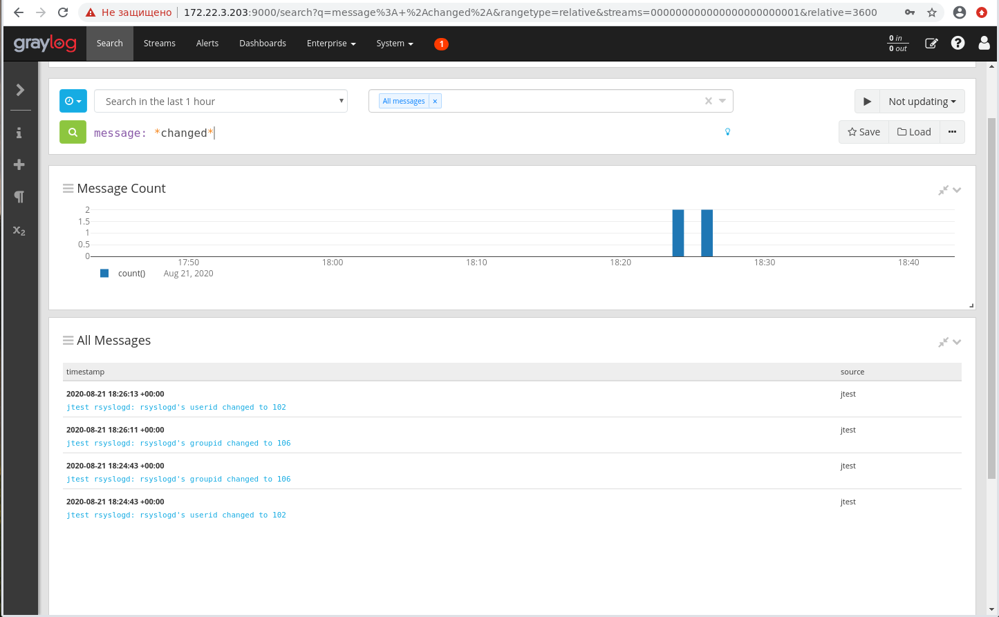 Не защищено
172.22.3.203:9000/search?q=message%3A+%2Achanged%2A&rangetype=relative&streams=000000000000000000000001&relative=3600
graylog
Search Streams Alerts Dashboards Enterprise System 1
0 in
0 out
Search in the last 1 hour
All messages ×
Not updating
message: *changed*
Save Load
Message Count
2
1.5
1
0.5
0
17:50 18:00 18:10 18:20 18:30 18:40
count() Aug 21, 2020
All Messages
timestamp source
2020-08-21 18:26:13 +00:00 jtest
jtest rsyslogd: rsyslogd's userid changed to 102
2020-08-21 18:26:11 +00:00 jtest
jtest rsyslogd: rsyslogd's groupid changed to 106
2020-08-21 18:24:43 +00:00 jtest
jtest rsyslogd: rsyslogd's groupid changed to 106
2020-08-21 18:24:43 +00:00 jtest
jtest rsyslogd: rsyslogd's userid changed to 102
¶
x₂